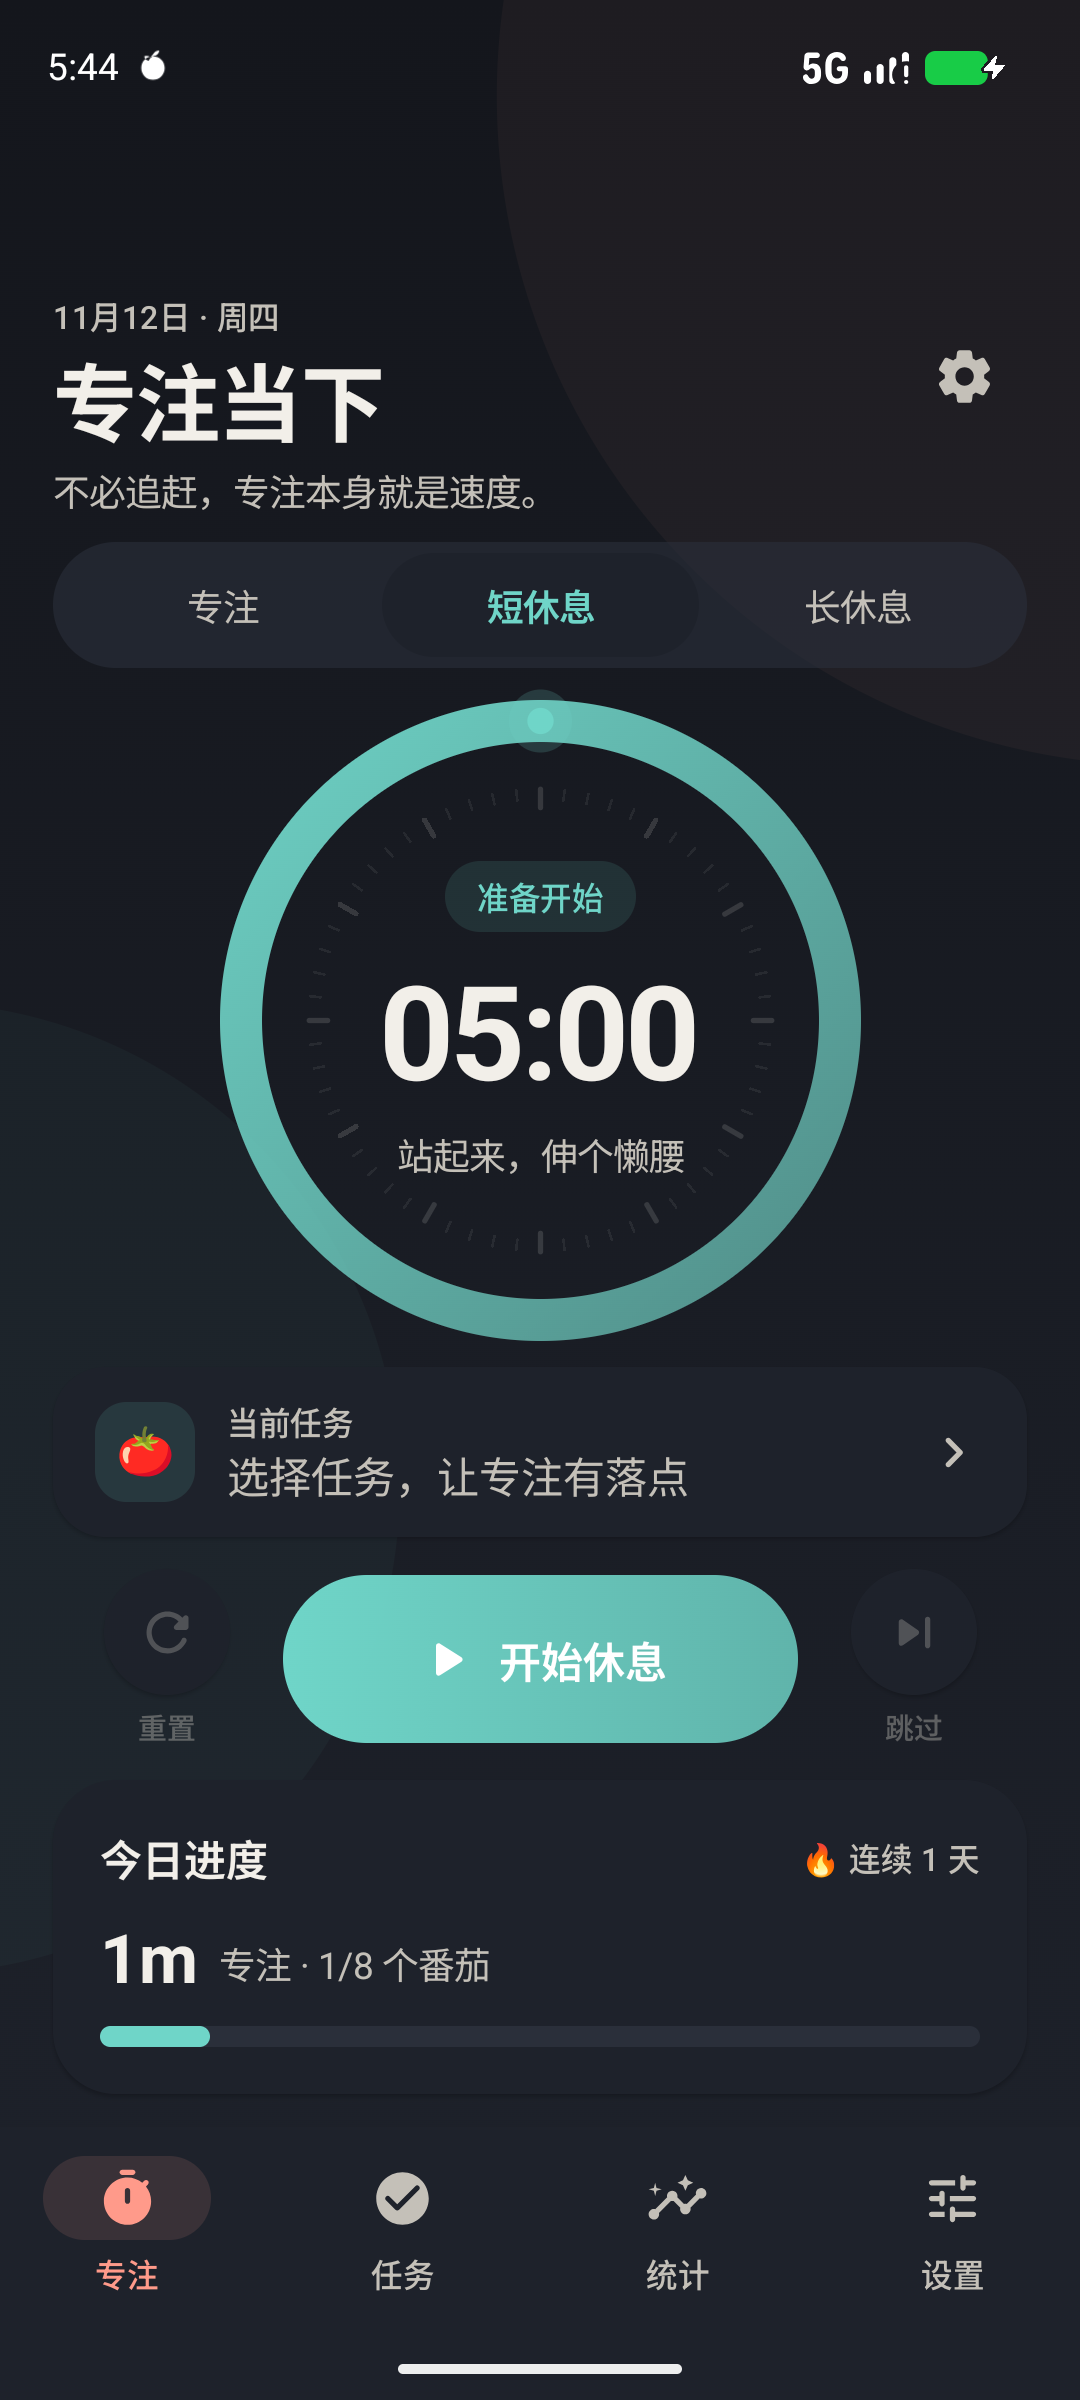 5:44
5G
11月12日 · 周四
专注当下
不必追赶，专注本身就是速度。
专注
短休息
长休息
准备开始
05:00
站起来，伸个懒腰
当前任务
选择任务，让专注有落点
开始休息
重置
跳过
今日进度
🔥 连续 1 天
1m 专注 · 1/8 个番茄
专注
任务
统计
设置